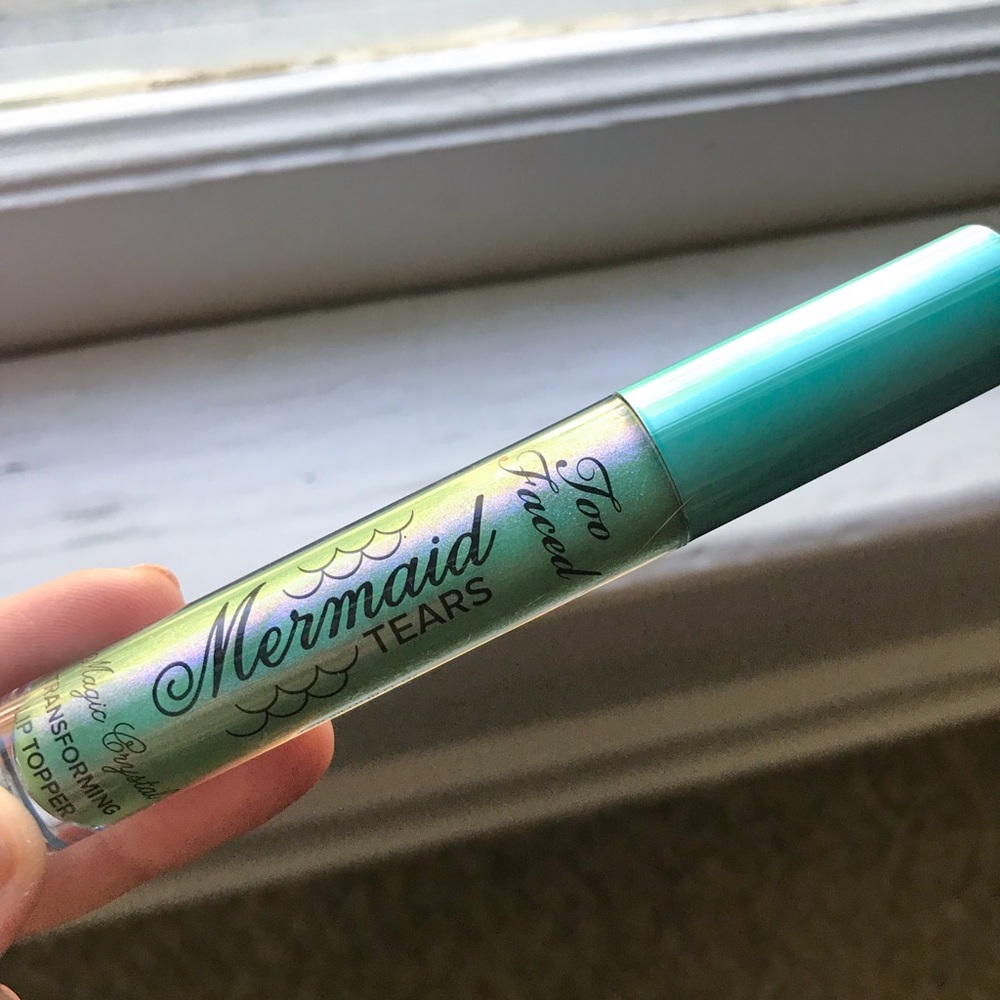 Too
Faced
Mermaid
TEARS
Magic Crystal
TRANSFORMING
LIP TOPPER